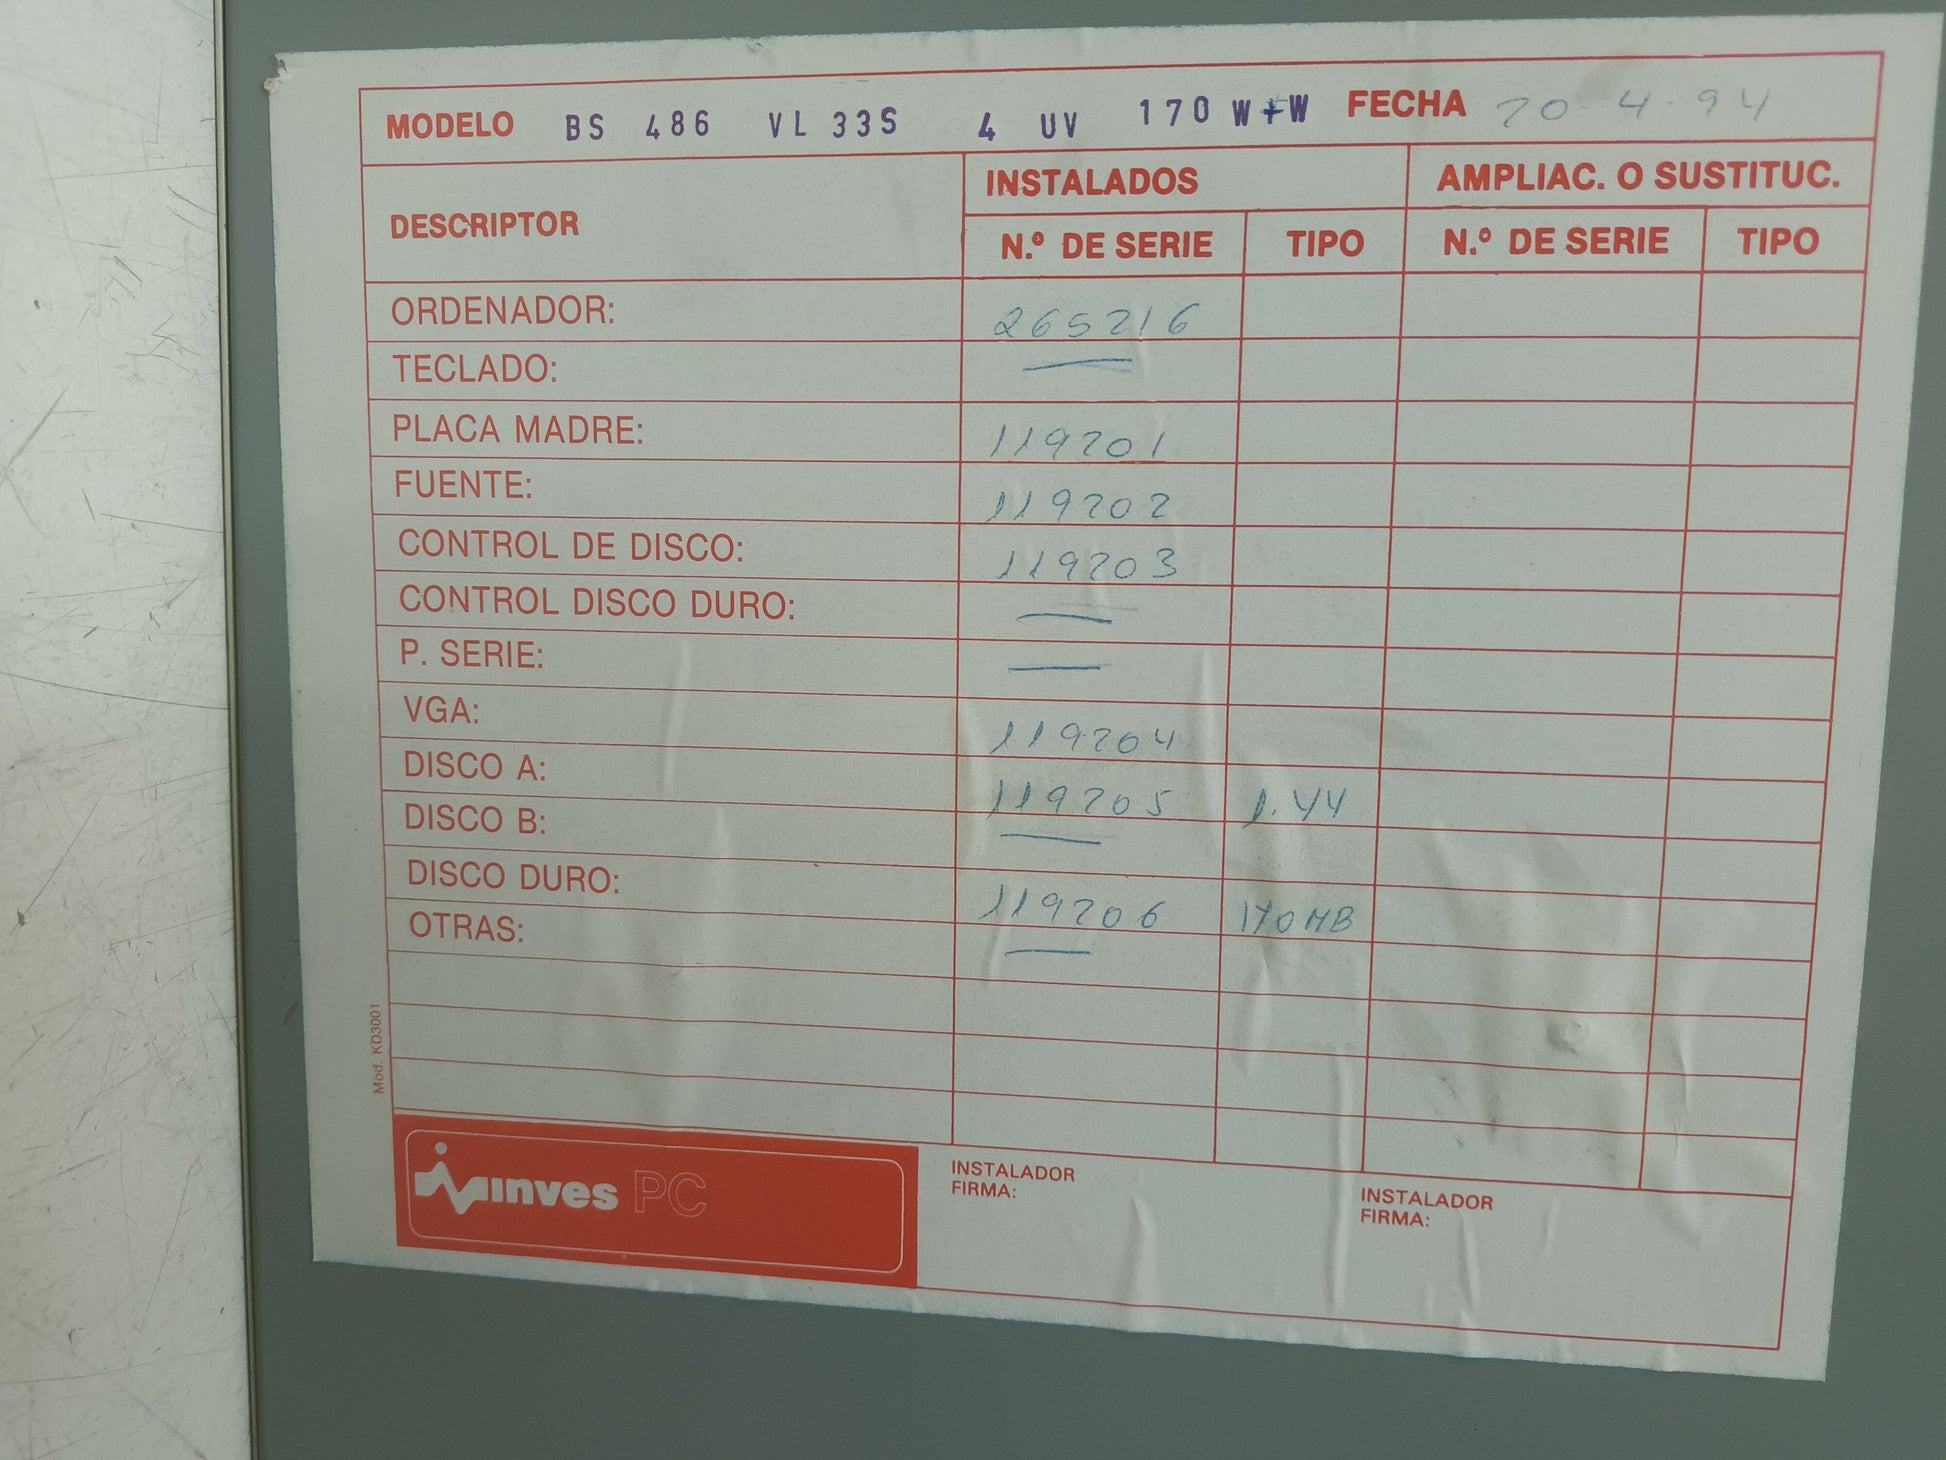 MODELO BS 486 VL 33S 4 UV 170 W+W FECHA 20-4-94
DESCRIPTOR
INSTALADOS
AMPLIAC. O SUSTITUC.
N.º DE SERIE TIPO N.º DE SERIE TIPO
ORDENADOR: 265216
TECLADO: —
PLACA MADRE: 119201
FUENTE: 119202
CONTROL DE DISCO: 119203
CONTROL DISCO DURO: —
P. SERIE: —
VGA: 119204
DISCO A: 119205 1.44
DISCO B: —
DISCO DURO: 119206 170MB
OTRAS: —
Mod. KD3001
inves PC
INSTALADOR
FIRMA:
INSTALADOR
FIRMA: